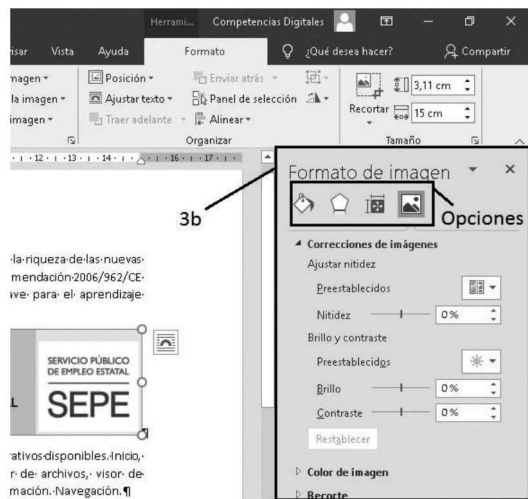 Herrami... Competencias Digitales
isar Vista Ayuda Formato ¿Qué desea hacer? Compartir
magen Posición Enviar atrás 3,11 cm
la imagen Ajustar texto Panel de selección
imagen Traer adelante Alinear Recortar 15 cm
Organizar Tamaño
12 13 14 16 17
Formato de imagen
3b
Opciones
Correcciones de imágenes
Ajustar nitidez
Preestablecidos
Nitidez 0%
Brillo y contraste
Preestablecidos
Brillo 0%
Contraste 0%
Restablecer
Color de imagen
Recorte
la riqueza de las nuevas
mendación 2006/962/CE
ave para el aprendizaje
SERVICIO PÚBLICO
DE EMPLEO ESTATAL
SEPE
rativos disponibles. Inicio,
r de archivos, visor de
mación. Navegación.¶